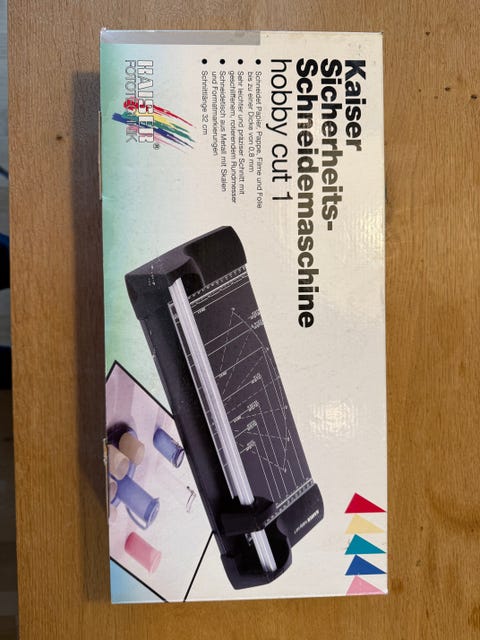 Kaiser
Sicherheits-
Schneidemaschine
hobby cut 1
• Schneidet Papier, Pappe, Filme und Folie
bis zu einer Dicke von 0,8 mm
• Sehr leichter und präziser Schnitt mit
geschliffenem, rotierendem Rundmesser
• Schneidetisch aus Metall mit Skalen
und Formatmarkierungen
• Schnittlänge 32 cm
KAISER®
FOTOTECHNIK